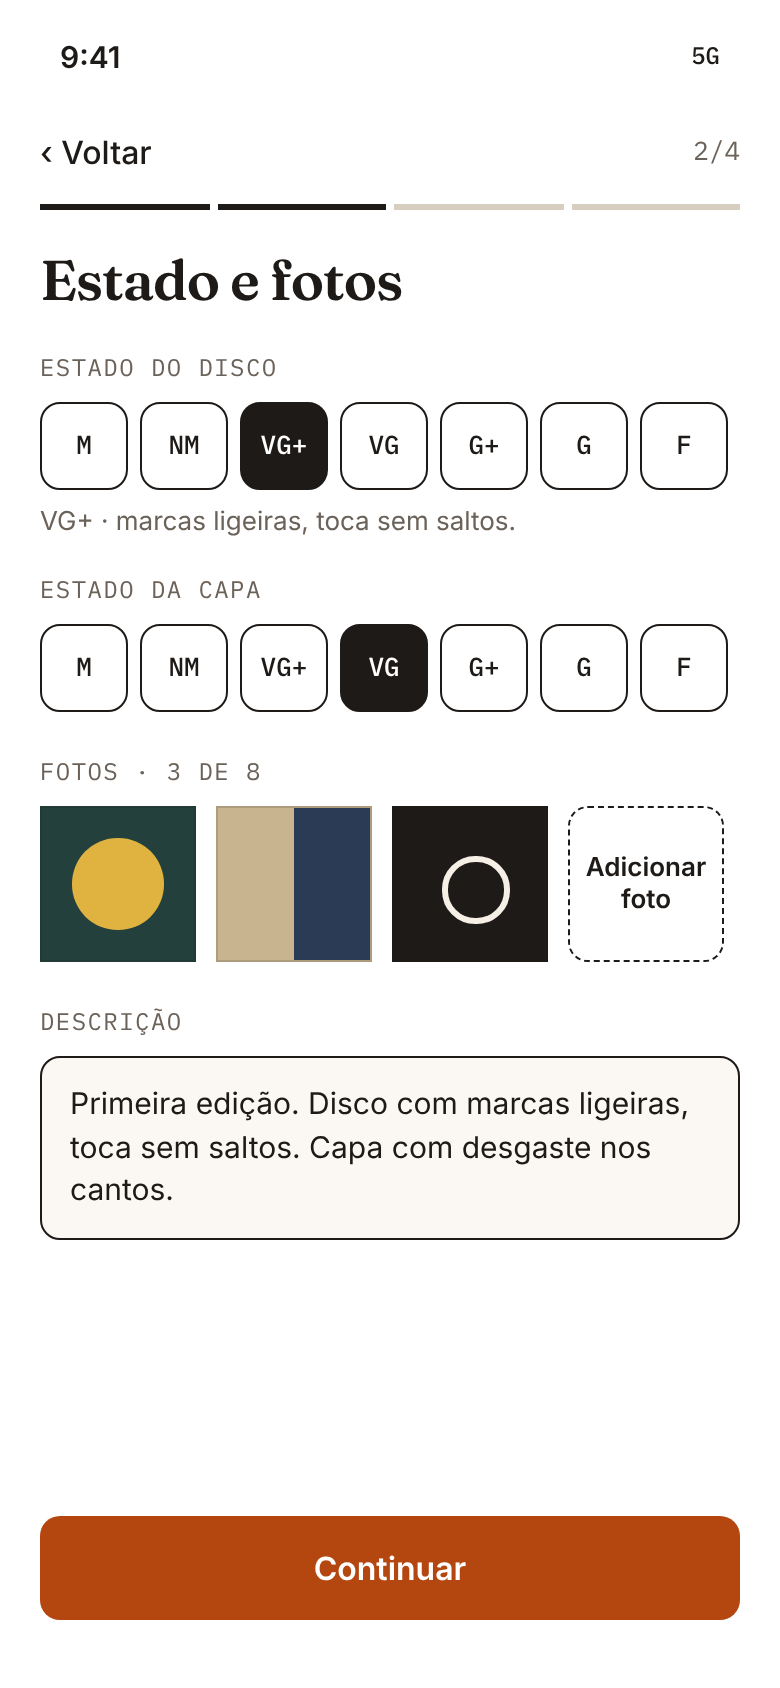 9:41
5G
‹ Voltar
2/4
Estado e fotos
ESTADO DO DISCO
M NM VG+ VG G+ G F
VG+ · marcas ligeiras, toca sem saltos.
ESTADO DA CAPA
M NM VG+ VG G+ G F
FOTOS · 3 DE 8
Adicionar
foto
DESCRIÇÃO
Primeira edição. Disco com marcas ligeiras,
toca sem saltos. Capa com desgaste nos
cantos.
Continuar